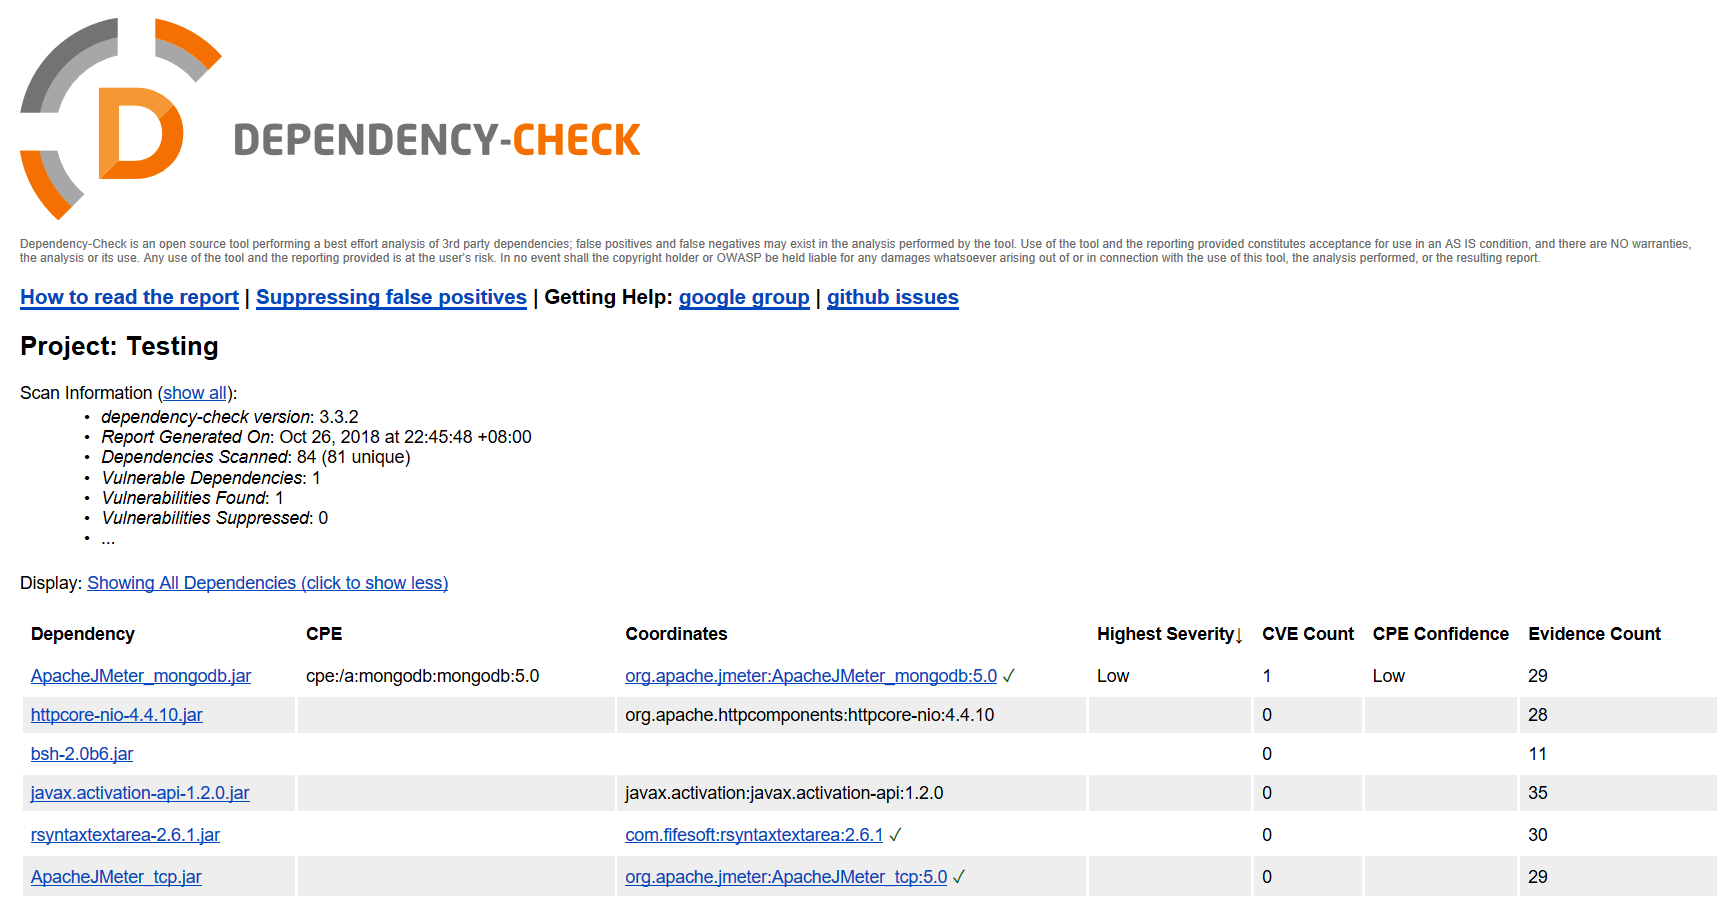 D
DEPENDENCY-CHECK
Dependency-Check is an open source tool performing a best effort analysis of 3rd party dependencies; false positives and false negatives may exist in the analysis performed by the tool. Use of the tool and the reporting provided constitutes acceptance for use in an AS IS condition, and there are NO warranties,
the analysis or its use. Any use of the tool and the reporting provided is at the user's risk. In no event shall the copyright holder or OWASP be held liable for any damages whatsoever arising out of or in connection with the use of this tool, the analysis performed, or the resulting report.
How to read the report | Suppressing false positives | Getting Help: google group | github issues
Project: Testing
Scan Information (show all):
• dependency-check version: 3.3.2
• Report Generated On: Oct 26, 2018 at 22:45:48 +08:00
• Dependencies Scanned: 84 (81 unique)
• Vulnerable Dependencies: 1
• Vulnerabilities Found: 1
• Vulnerabilities Suppressed: 0
• ...
Display: Showing All Dependencies (click to show less)
Dependency CPE Coordinates Highest Severity↓ CVE Count CPE Confidence Evidence Count
ApacheJMeter_mongodb.jar cpe:/a:mongodb:mongodb:5.0 org.apache.jmeter:ApacheJMeter_mongodb:5.0 ✓ Low 1 Low 29
httpcore-nio-4.4.10.jar org.apache.httpcomponents:httpcore-nio:4.4.10 0 28
bsh-2.0b6.jar 0 11
javax.activation-api-1.2.0.jar javax.activation:javax.activation-api:1.2.0 0 35
rsyntaxtextarea-2.6.1.jar com.fifesoft:rsyntaxtextarea:2.6.1 ✓ 0 30
ApacheJMeter_tcp.jar org.apache.jmeter:ApacheJMeter_tcp:5.0 ✓ 0 29